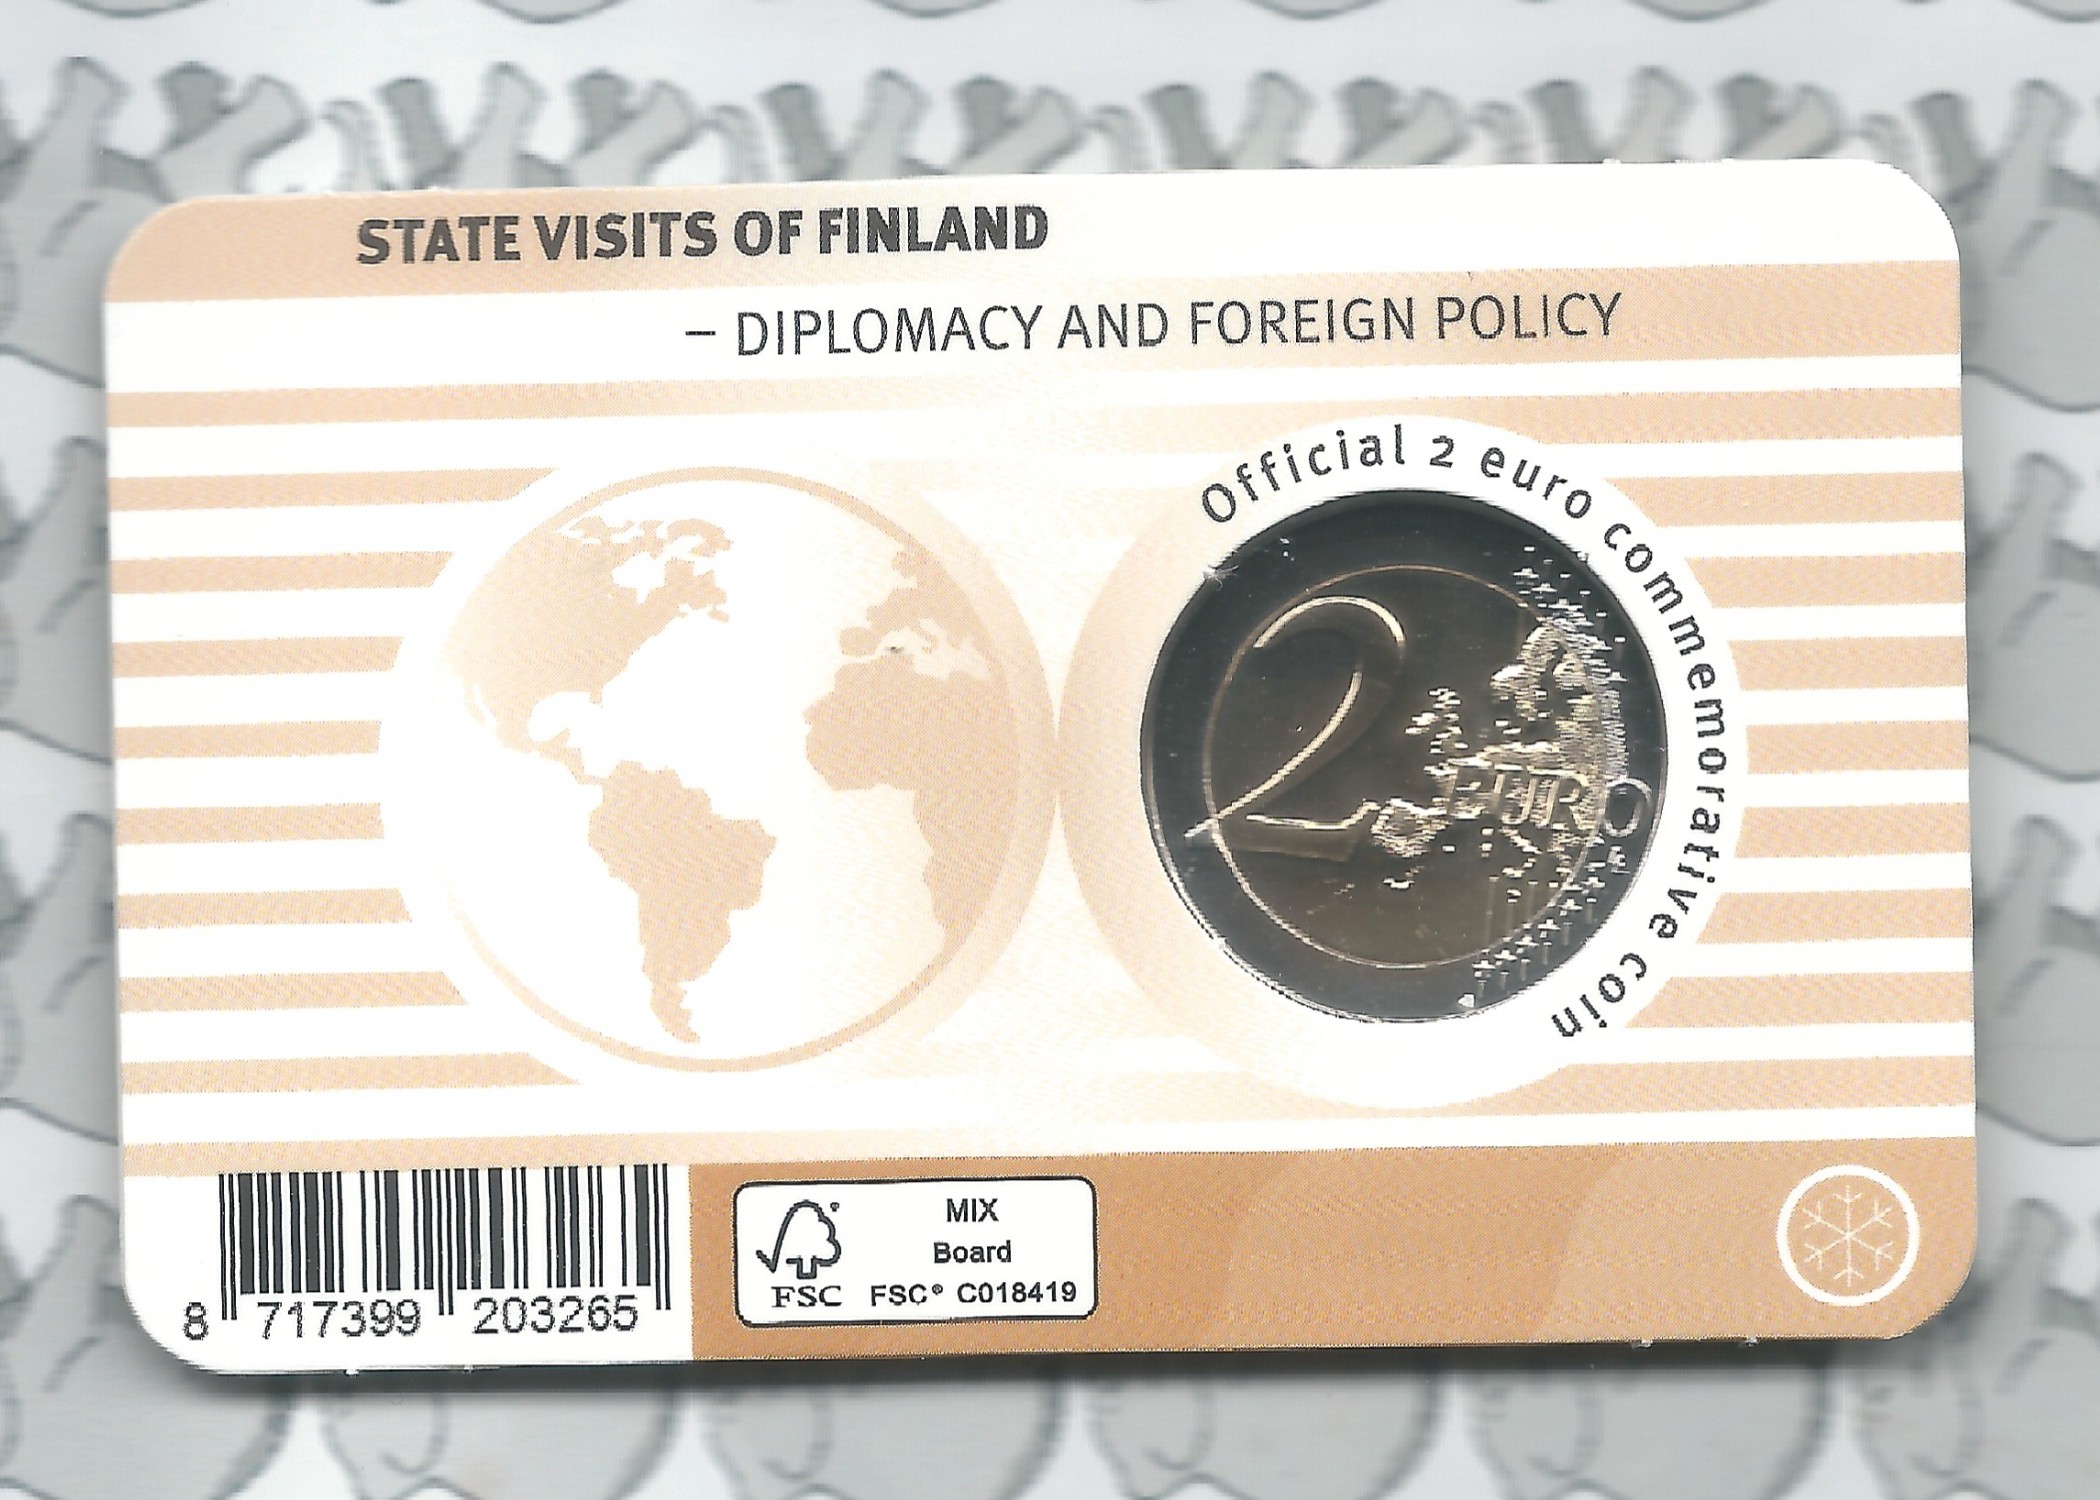 STATE VISITS OF FINLAND
– DIPLOMACY AND FOREIGN POLICY
Official 2 euro commemorative coin
2 EURO
8 717399 203265
FSC
MIX
Board
FSC® C018419